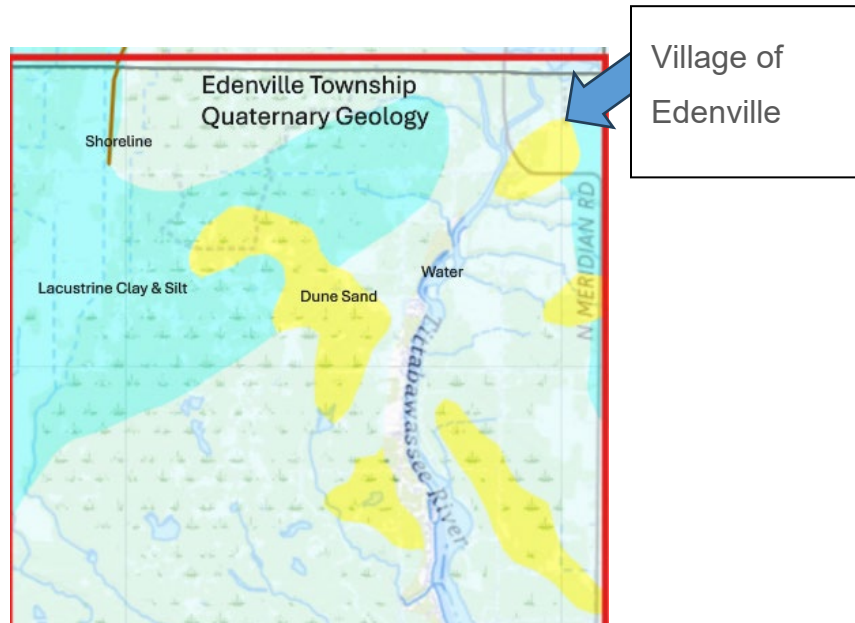 Village of
Edenville
Edenville Township
Quaternary Geology
Shoreline
Water
Lacustrine Clay & Silt
Dune Sand
N MERIDIAN RD
Tittabawassee River